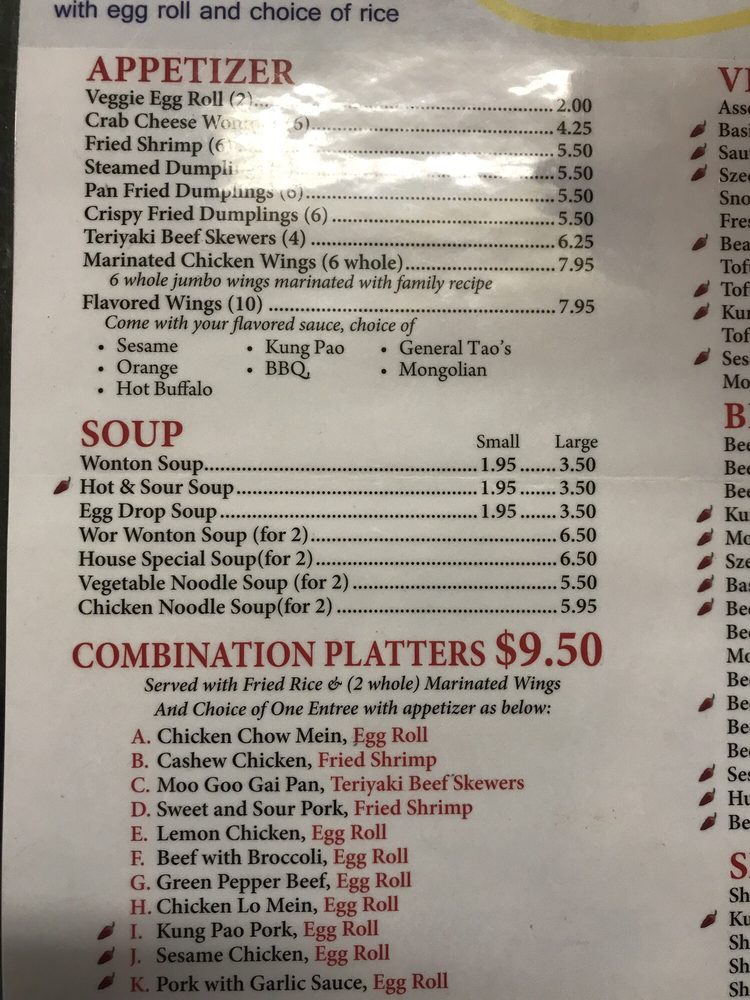 with egg roll and choice of rice
APPETIZER
Veggie Egg Roll (2)... 2.00
Crab Cheese 6) 4.25
Fried Shrimp (6 5.50
Steamed 5.50
Pan Fried Dumplings (6) 5.50
Crispy Fried Dumplings (6) 5.50
Teriyaki Beef Skewers (4) 6.25
Marinated Chicken Wings (6 whole) 7.95
6 whole jumbo wings marinated with family recipe
Flavored Wings (10) 7.95
Come with your flavored sauce, choice of
• Sesame • Kung Pao • General Tao's
• Orange • BBQ, • Mongolian
• Hot Buffalo
SOUP
Small Large
Wonton Soup 1.95 3.50
Hot & Sour Soup 1.95 3.50
Egg Drop Soup 1.95 3.50
Wor Wonton Soup (for 2) 6.50
House Special Soup(for 2) 6.50
Vegetable Noodle Soup (for 2) 5.50
Chicken Noodle Soup(for 2) 5.95
COMBINATION PLATTERS $9.50
Served with Fried Rice & (2 whole) Marinated Wings
And Choice of One Entree with appetizer as below:
A. Chicken Chow Mein, Egg Roll
B. Cashew Chicken, Fried Shrimp
C. Moo Goo Gai Pan, Teriyaki Beef Skewers
D. Sweet and Sour Pork, Fried Shrimp
E. Lemon Chicken, Egg Roll
F. Beef with Broccoli, Egg Roll
G. Green Pepper Beef, Egg Roll
H. Chicken Lo Mein, Egg Roll
I. Kung Pao Pork, Egg Roll
J. Sesame Chicken, Egg Roll
K. Pork with Garlic Sauce, Egg Roll